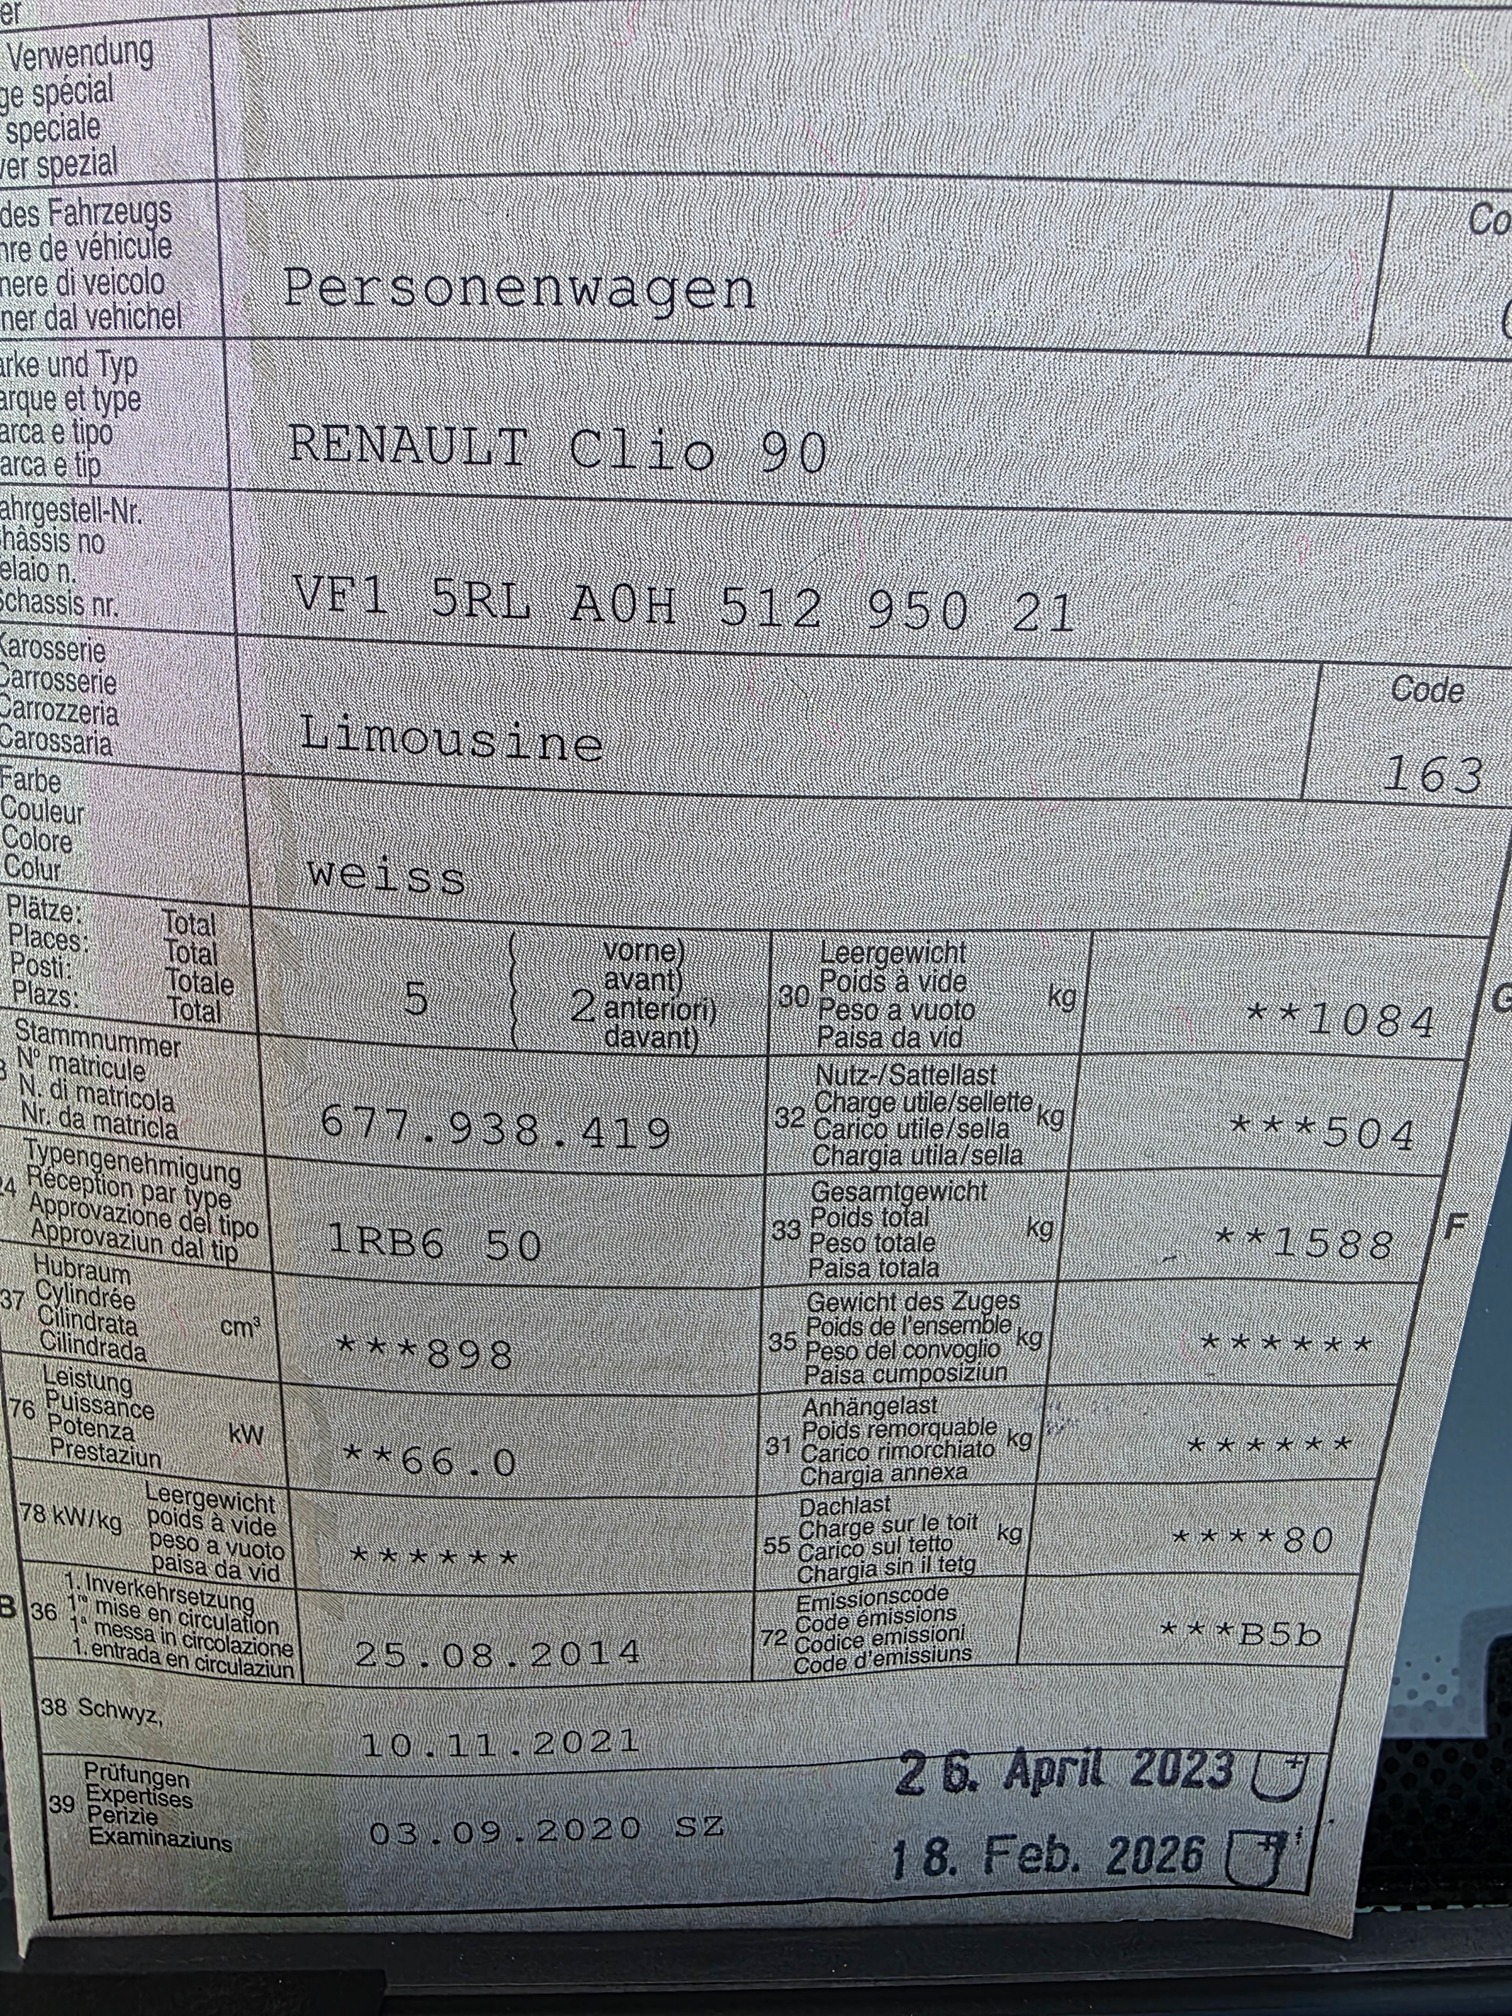 er
Verwendung
ge spécial
speciale
ver spezial
des Fahrzeugs
nre de véhicule
nere di veicolo
ner dal vehichel
Personenwagen
Co
arke und Typ
arque et type
arca e tipo
arca e tip
RENAULT Clio 90
ahrgestell-Nr.
hâssis no
elaio n.
Schassis nr.
VF1 5RL A0H 512 950 21
Karosserie
Carrosserie
Carrozzeria
Carossaria
Limousine
Code
163
Farbe
Couleur
Colore
Colur
weiss
Plätze: Total
Places: Total
Posti: Totale
Plazs: Total
5
2
vorne)
avant)
anteriori)
davant)
30
Leergewicht
Poids à vide
Peso a vuoto
Paisa da vid
kg
**1084
Stammnummer
N° matricule
N. di matricola
Nr. da matricla
677.938.419
32
Nutz-/Sattellast
Charge utile/sellette
Carico utile/sella
Chargia utila/sella
kg
***504
24
Typengenehmigung
Réception par type
Approvazione del tipo
Approvaziun dal tip
1RB6 50
33
Gesamtgewicht
Poids total
Peso totale
Paisa totala
kg
**1588
F
37
Hubraum
Cylindrée
Cilindrata
Cilindrada
cm³
***898
35
Gewicht des Zuges
Poids de l'ensemble
Peso del convoglio
Paisa cumposiziun
kg
******
76
Leistung
Puissance
Potenza
Prestaziun
kW
**66.0
31
Anhängelast
Poids remorquable
Carico rimorchiato
Chargia annexa
kg
******
78 kW/kg
Leergewicht
poids à vide
peso a vuoto
paisa da vid
******
55
Dachlast
Charge sur le toit
Carico sul tetto
Chargia sin il tetg
kg
****80
B
36
1. Inverkehrsetzung
1re mise en circulation
1a messa in circolazione
1. entrada en circulaziun
25.08.2014
72
Emissionscode
Code émissions
Codice emissioni
Code d'emissiuns
***B5b
38 Schwyz,
10.11.2021
39
Prüfungen
Expertises
Perizie
Examinaziuns
03.09.2020 SZ
26. April 2023
18. Feb. 2026